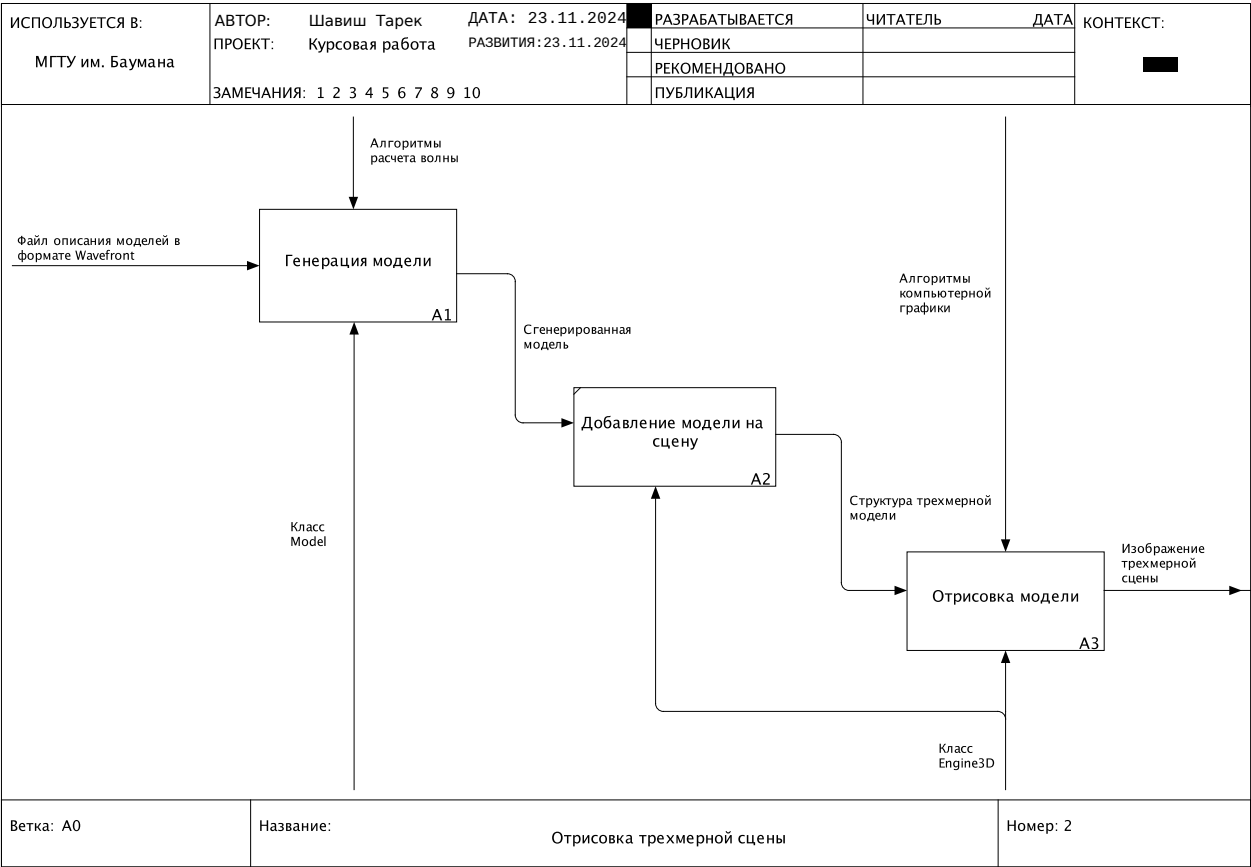 ИСПОЛЬЗУЕТСЯ В:
МГТУ им. Баумана
АВТОР: Шавиш Тарек ДАТА: 23.11.2024
ПРОЕКТ: Курсовая работа РАЗВИТИЯ:23.11.2024
ЗАМЕЧАНИЯ: 1 2 3 4 5 6 7 8 9 10
РАЗРАБАТЫВАЕТСЯ
ЧЕРНОВИК
РЕКОМЕНДОВАНО
ПУБЛИКАЦИЯ
ЧИТАТЕЛЬ ДАТА
КОНТЕКСТ:
Алгоритмы
расчета волны
Файл описания моделей в
формате Wavefront
Генерация модели
A1
Алгоритмы
компьютерной
графики
Сгенерированная
модель
Добавление модели на
сцену
A2
Структура трехмерной
модели
Класс
Model
Изображение
трехмерной
сцены
Отрисовка модели
A3
Класс
Engine3D
Ветка: A0
Название:
Отрисовка трехмерной сцены
Номер: 2